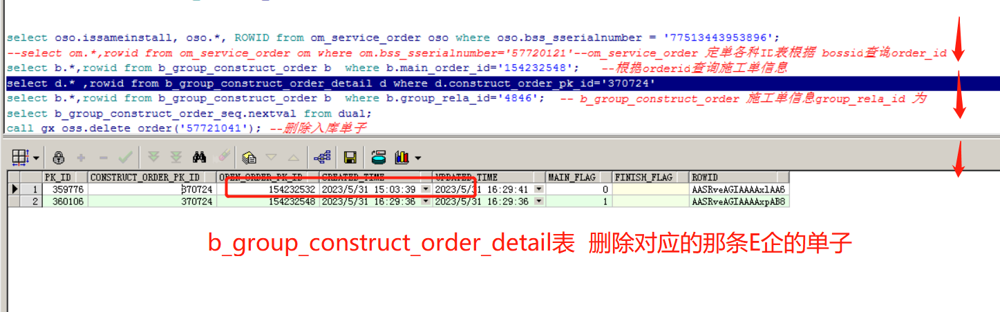 select oso.issameinstall, oso.*, ROWID from om_service_order oso where oso.bss_sserialnumber = '77513443953896';
--select om.*,rowid from om_service_order om where om.bss_sserialnumber='57720121'--om_service_order 定单各种IL表根据 bossid查询order_id
select b.*,rowid from b_group_construct_order b  where b.main_order_id='154232548';   --根据orderid查询施工单信息
select d.* ,rowid from b_group_construct_order_detail d where d.construct_order_pk_id='370724'
select b.*,rowid from b_group_construct_order b  where b.group_rela_id='4846';  -- b_group_construct_order 施工单信息group_rela_id 为
select b_group_construct_order_seq.nextval from dual;
call gx_oss.delete_order('57721041'); --删除入库单子
PK_ID CONSTRUCT_ORDER_PK_ID OPEN_ORDER_PK_ID CREATED_TIME UPDATED_TIME MAIN_FLAG FINISH_FLAG ROWID
1 359776 370724 154232532 2023/5/31 15:03:39 2023/5/31 16:29:41 0 AASRveAGIAAAAxlAA6
2 360106 370724 154232548 2023/5/31 16:29:36 2023/5/31 16:29:36 1 AASRveAGIAAAAxpAB8
b_group_construct_order_detail表  删除对应的那条E企的单子